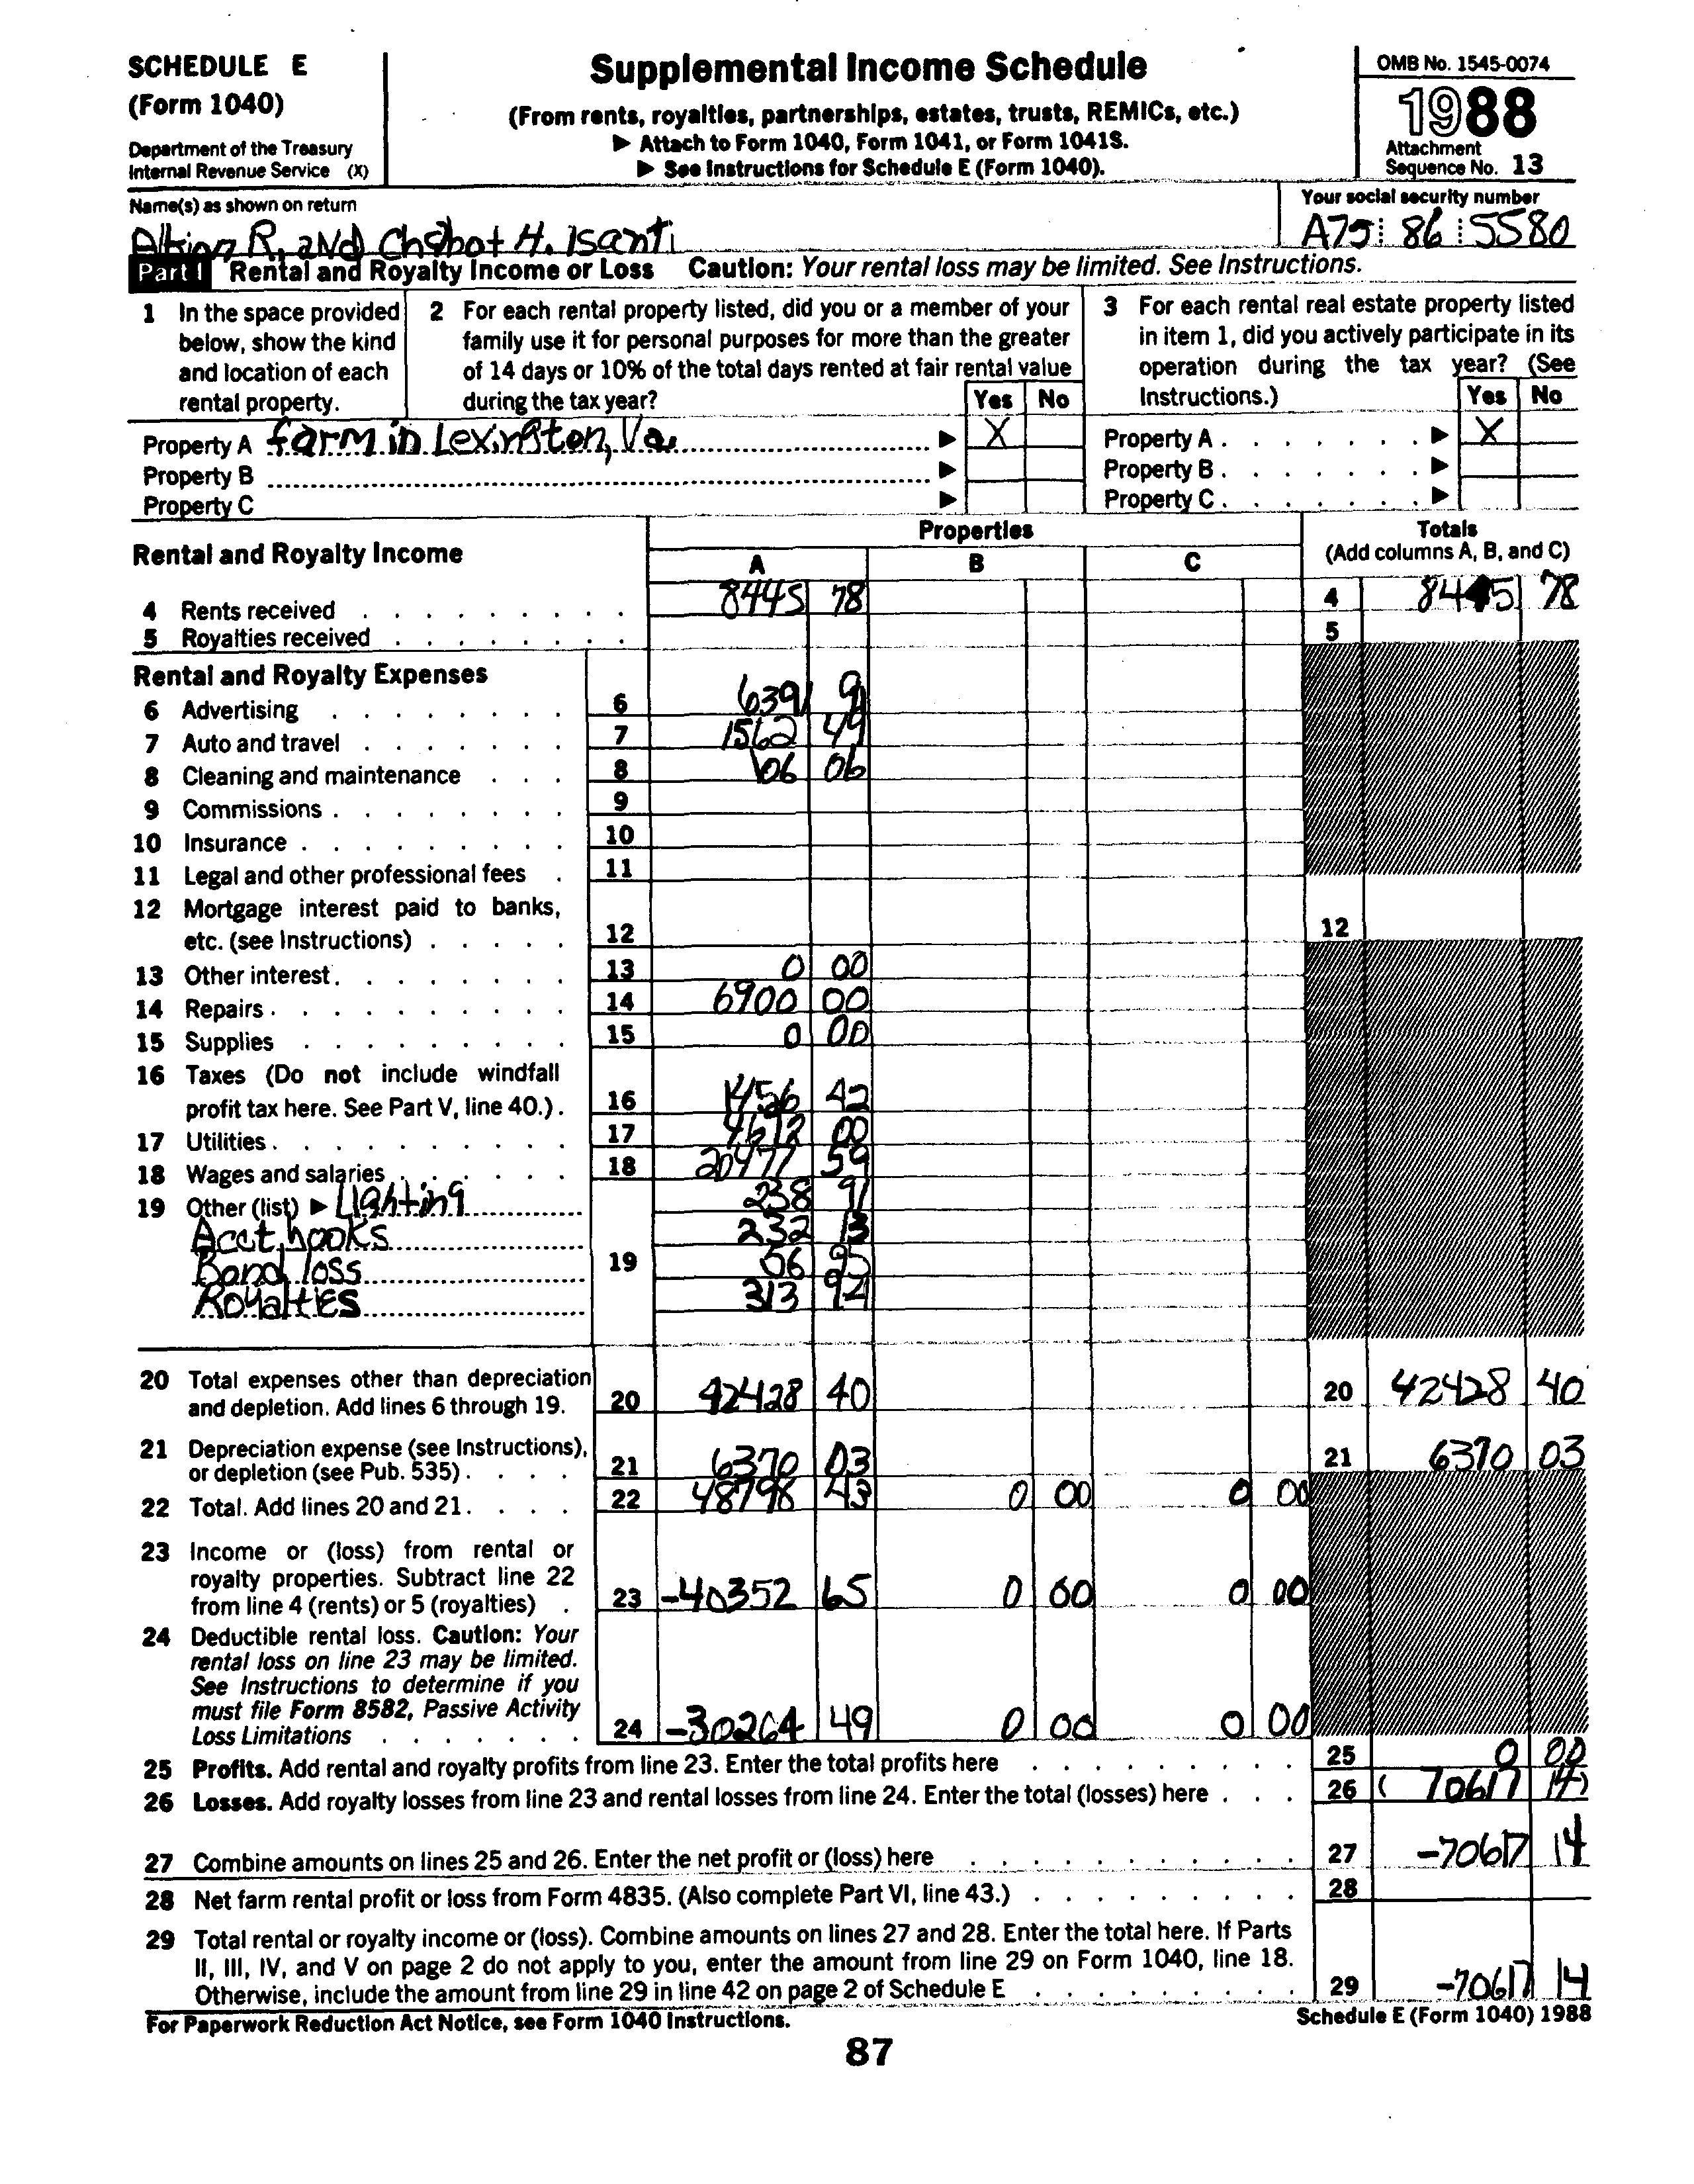 SCHEDULE E
(Form 1040)
Department of the Treasury
Internal Revenue Service (X)
Supplemental Income Schedule
(From rents, royalties, partnerships, estates, trusts, REMICs, etc.)
▶ Attach to Form 1040, Form 1041, or Form 1041S.
▶ See Instructions for Schedule E (Form 1040).
OMB No. 1545-0074
1988
Attachment
Sequence No. 13
Name(s) as shown on return
R. and Chabot H. Isanti
Your social security number
A75 86 5580
Part I Rental and Royalty Income or Loss Caution: Your rental loss may be limited. See Instructions.
1 In the space provided below, show the kind and location of each rental property.
2 For each rental property listed, did you or a member of your family use it for personal purposes for more than the greater of 14 days or 10% of the total days rented at fair rental value during the tax year? Yes No
3 For each rental real estate property listed in item 1, did you actively participate in its operation during the tax year? (See Instructions.) Yes No
Property A farm in Lexington, Va. ▶ X Property A ▶ X
Property B ▶ Property B ▶
Property C ▶ Property C ▶
Rental and Royalty Income
Properties
A B C
Totals
(Add columns A, B, and C)
4 Rents received 8445 78 4 8445 78
5 Royalties received 5
Rental and Royalty Expenses
6 Advertising 6 6391 91
7 Auto and travel 7 1562 49
8 Cleaning and maintenance 8 106 06
9 Commissions 9
10 Insurance 10
11 Legal and other professional fees 11
12 Mortgage interest paid to banks,
etc. (see Instructions) 12 12
13 Other interest 13 0 00
14 Repairs 14 6900 00
15 Supplies 15 0 00
16 Taxes (Do not include windfall
profit tax here. See Part V, line 40.) 16 1456 42
17 Utilities 17 4612 00
18 Wages and salaries 18 20477 59
19 Other (list) ▶ Lighting 238 91
Acct. books 232 13
Bond loss 19 56 95
Royalties 313 94
20 Total expenses other than depreciation
and depletion. Add lines 6 through 19. 20 42428 40 20 42428 40
21 Depreciation expense (see Instructions),
or depletion (see Pub. 535) 21 6370 03 21 6370 03
22 Total. Add lines 20 and 21. 22 48798 43 0 00 0 00
23 Income or (loss) from rental or
royalty properties. Subtract line 22
from line 4 (rents) or 5 (royalties) 23 -40352 65 0 00 0 00
24 Deductible rental loss. Caution: Your
rental loss on line 23 may be limited.
See Instructions to determine if you
must file Form 8582, Passive Activity
Loss Limitations 24 -30264 49 0 00 0 00
25 Profits. Add rental and royalty profits from line 23. Enter the total profits here 25 0 00
26 Losses. Add royalty losses from line 23 and rental losses from line 24. Enter the total (losses) here 26 ( 70617 14)
27 Combine amounts on lines 25 and 26. Enter the net profit or (loss) here 27 -70617 14
28 Net farm rental profit or loss from Form 4835. (Also complete Part VI, line 43.) 28
29 Total rental or royalty income or (loss). Combine amounts on lines 27 and 28. Enter the total here. If Parts
II, III, IV, and V on page 2 do not apply to you, enter the amount from line 29 on Form 1040, line 18.
Otherwise, include the amount from line 29 in line 42 on page 2 of Schedule E 29 -70617 14
For Paperwork Reduction Act Notice, see Form 1040 Instructions.
Schedule E (Form 1040) 1988
87